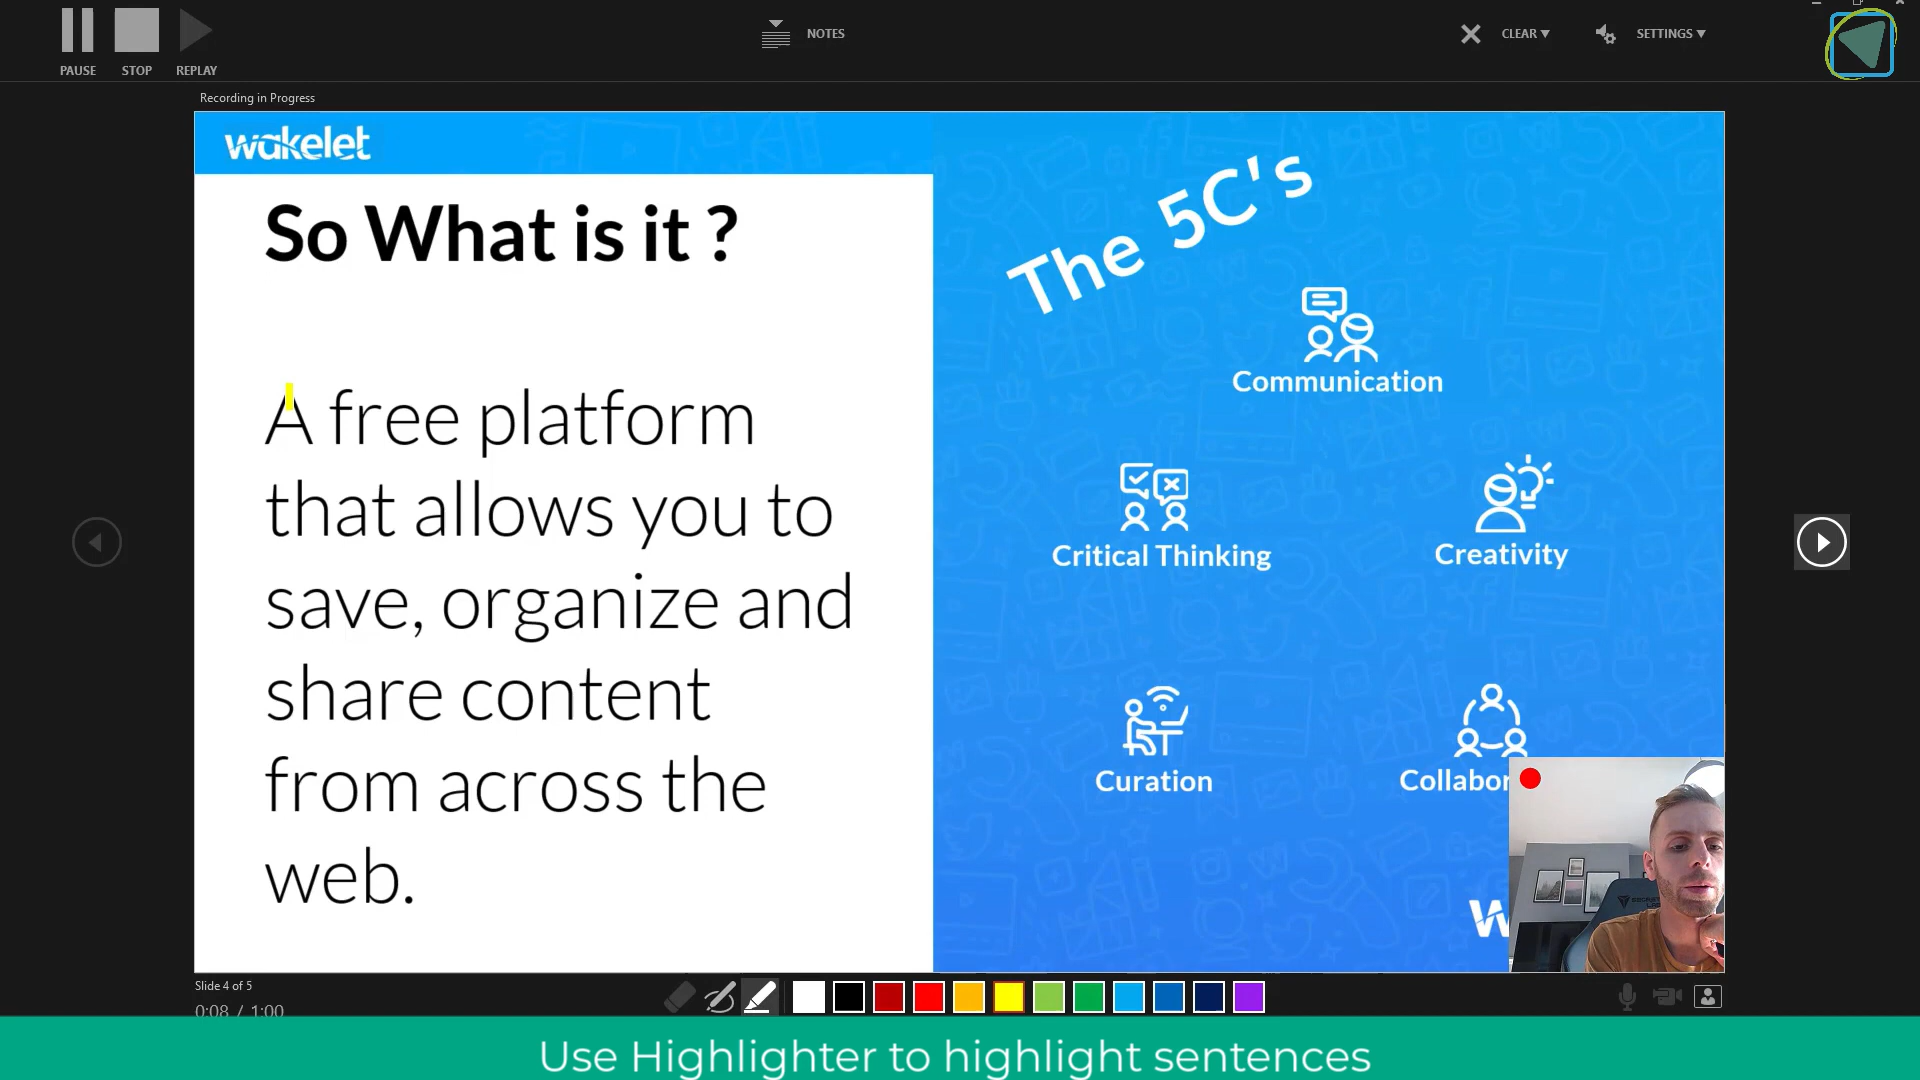 PAUSE
STOP
REPLAY
NOTES
CLEAR
SETTINGS
Recording in Progress
wakelet
So What is it ?
A free platform
that allows you to
save, organize and
share content
from across the
web.
The 5C's
Communication
Critical Thinking
Creativity
Curation
Collabor
W
Slide 4 of 5
0:08 / 1:00
Use Highlighter to highlight sentences